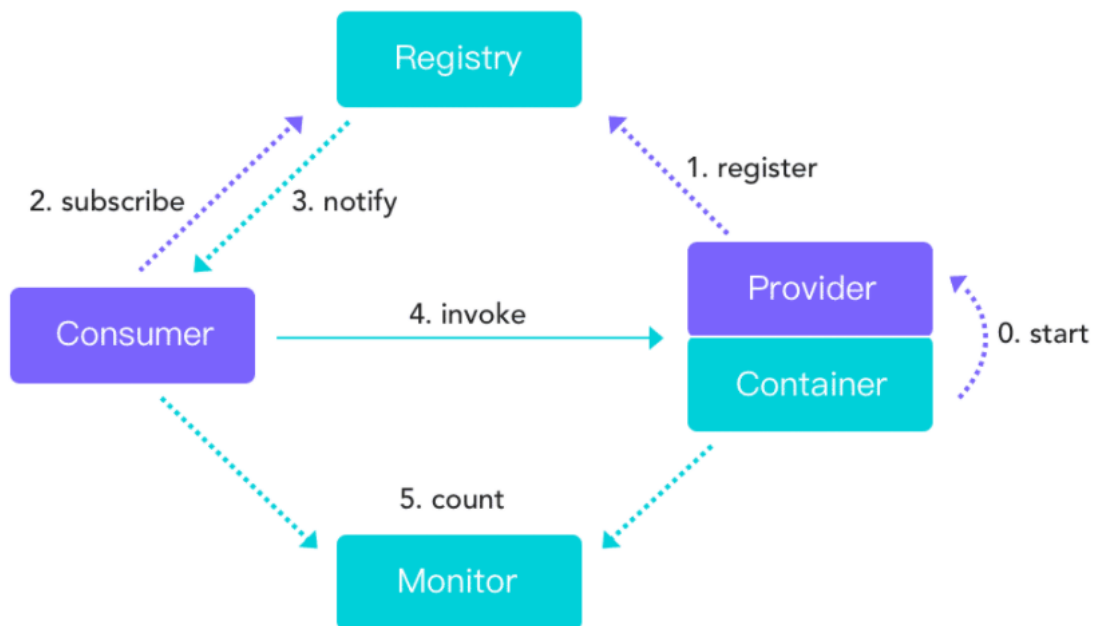 Registry
1. register
2. subscribe
3. notify
Provider
Consumer
4. invoke
0. start
Container
5. count
Monitor